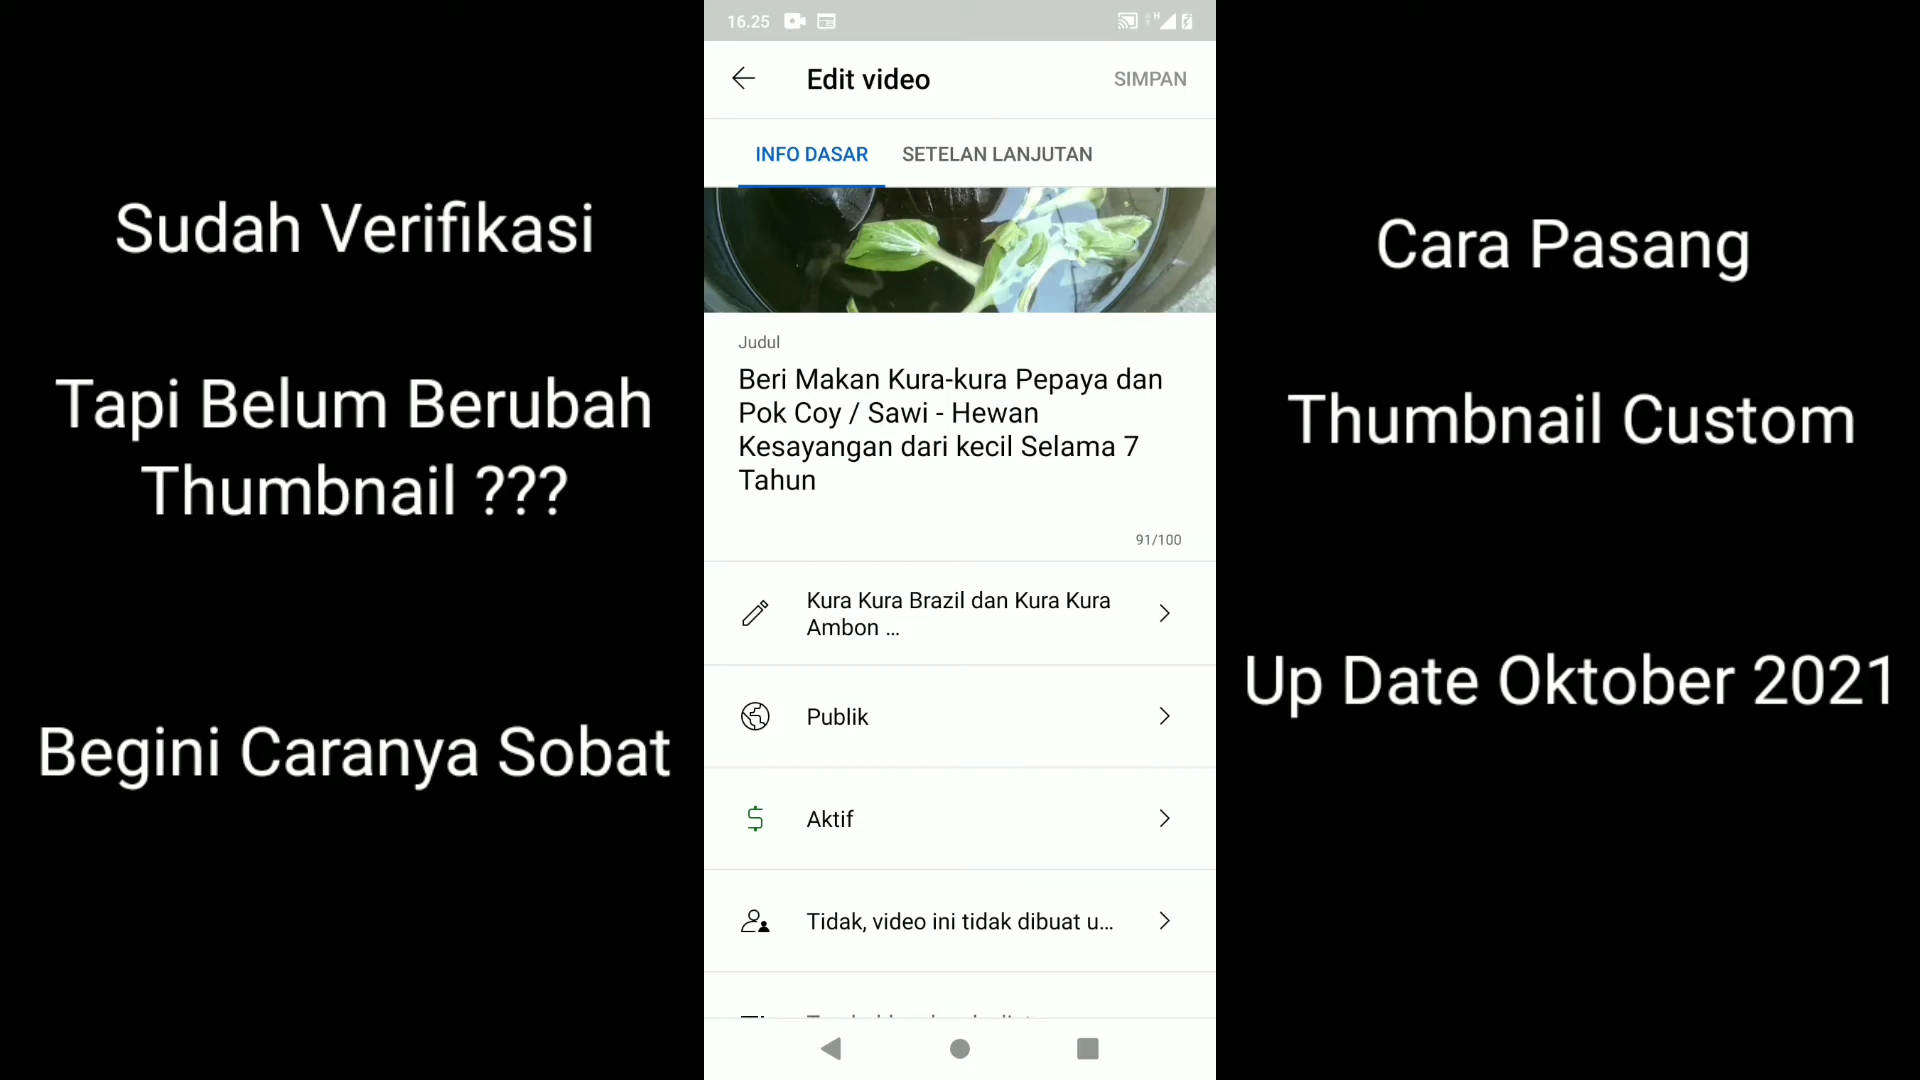 Sudah Verifikasi
Tapi Belum Berubah
Thumbnail ???
Begini Caranya Sobat
16.25
H
Edit video
SIMPAN
INFO DASAR
SETELAN LANJUTAN
Judul
Beri Makan Kura-kura Pepaya dan
Pok Coy / Sawi - Hewan
Kesayangan dari kecil Selama 7
Tahun
91/100
Kura Kura Brazil dan Kura Kura
Ambon ...
Publik
Aktif
Tidak, video ini tidak dibuat u...
Cara Pasang
Thumbnail Custom
Up Date Oktober 2021